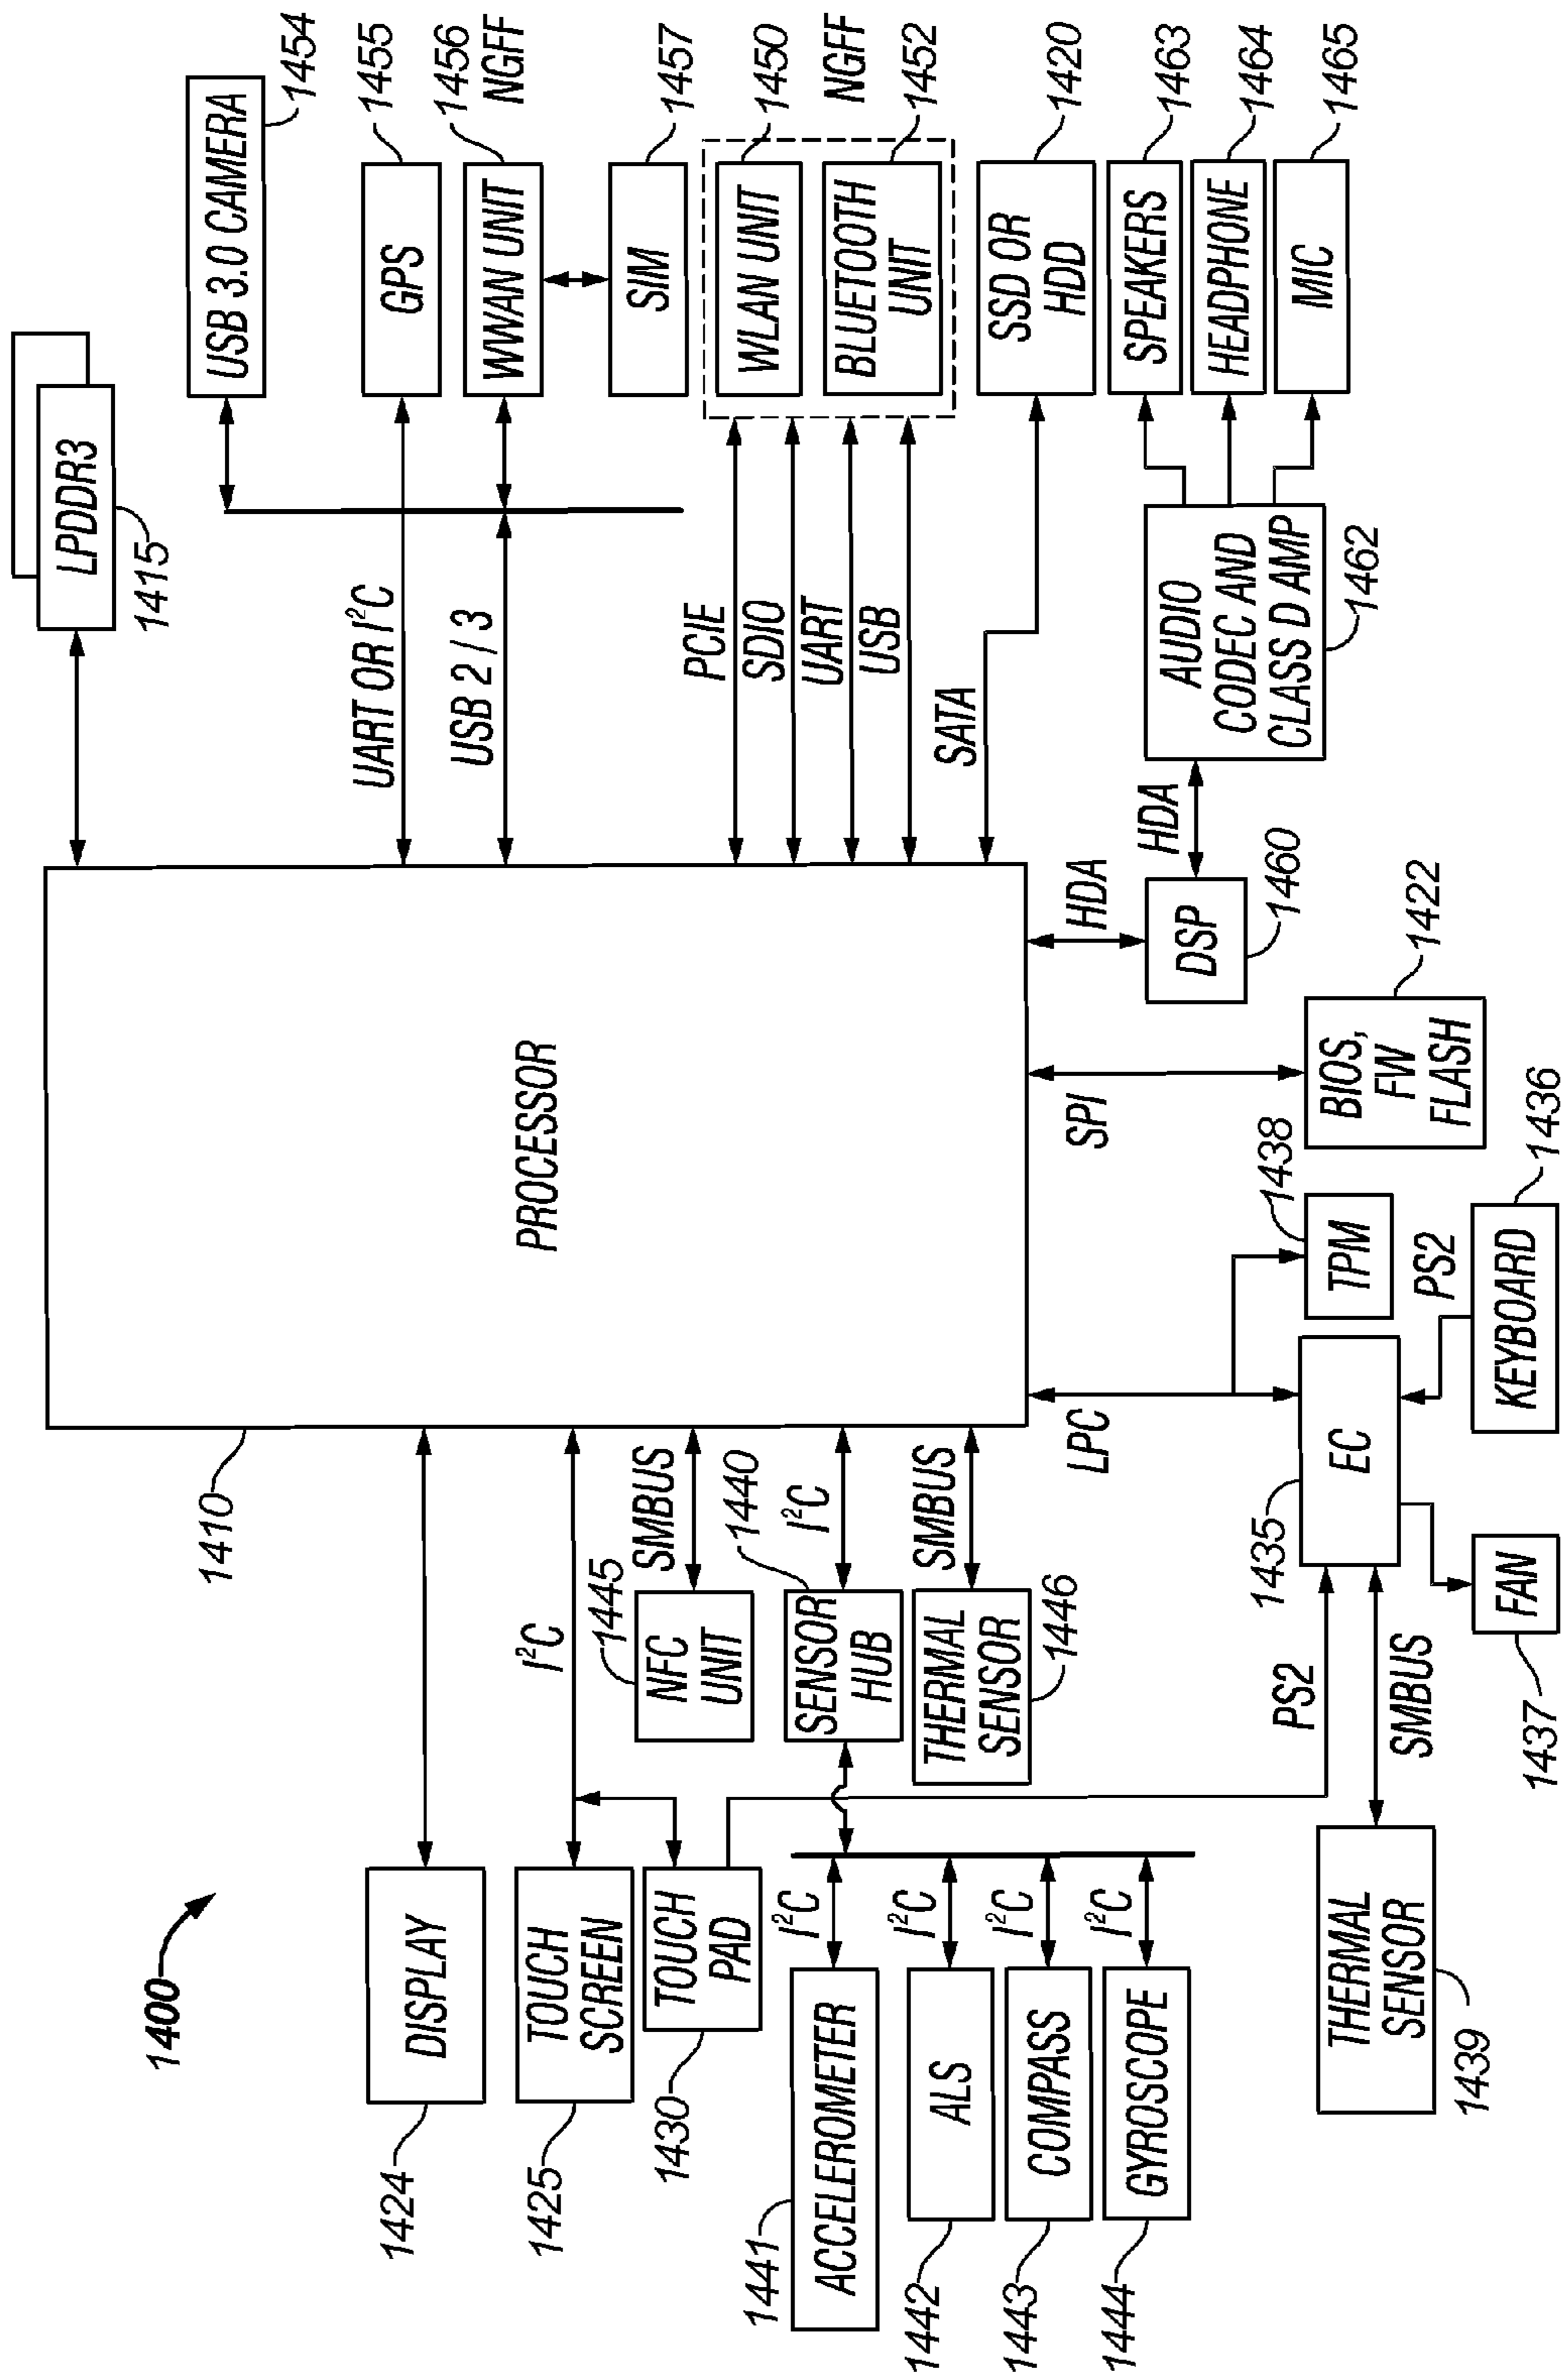 1400
LPDDR3
1415
1410
PROCESSOR
USB 3.0 CAMERA
1454
DISPLAY
1424
UART OR I²C
GPS
1455
TOUCH
SCREEN
1425
I²C
USB 2 / 3
WWAN UNIT
1456
NGFF
TOUCH
PAD
1430
SIM
1457
NFC
UNIT
1445
SMBUS
PCIE
SDIO
UART
USB
WLAN UNIT
1450
NGFF
BLUETOOTH
UNIT
1452
SENSOR
HUB
1440
I²C
THERMAL
SENSOR
1446
SMBUS
SATA
SSD OR
HDD
1420
ACCELEROMETER
1441
I²C
ALS
1442
I²C
COMPASS
1443
I²C
GYROSCOPE
1444
I²C
LPC
SPI
HDA
DSP
1460
HDA
AUDIO
CODEC AND
CLASS D AMP
1462
SPEAKERS
1463
HEADPHONE
1464
MIC
1465
PS2
1435
EC
TPM
1438
BIOS,
FW
FLASH
1422
THERMAL
SENSOR
1439
SMBUS
PS2
FAN
1437
KEYBOARD
1436